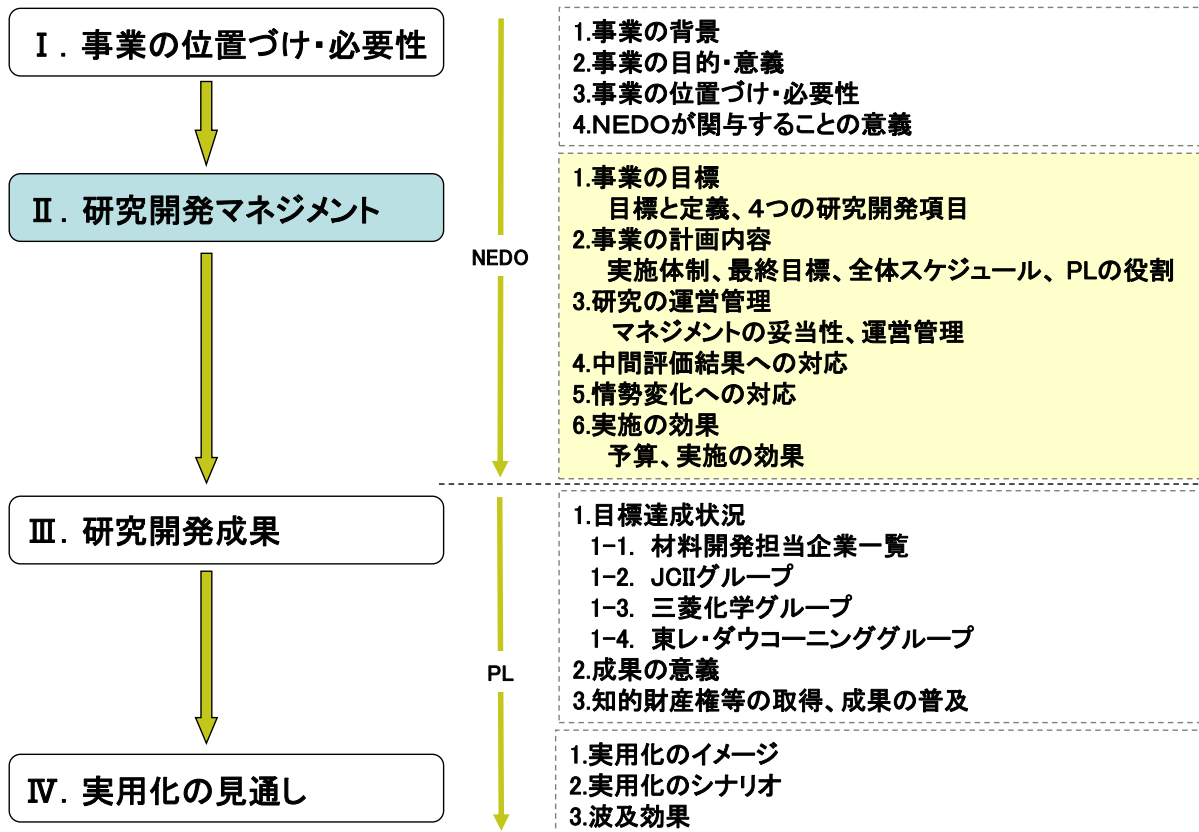 Ⅰ. 事業の位置づけ・必要性
1.事業の背景
2.事業の目的・意義
3.事業の位置づけ・必要性
4.NEDOが関与することの意義
Ⅱ. 研究開発マネジメント
1.事業の目標
目標と定義、4つの研究開発項目
2.事業の計画内容
実施体制、最終目標、全体スケジュール、PLの役割
3.研究の運営管理
マネジメントの妥当性、運営管理
4.中間評価結果への対応
5.情勢変化への対応
6.実施の効果
予算、実施の効果
NEDO
Ⅲ. 研究開発成果
1.目標達成状況
1-1. 材料開発担当企業一覧
1-2. JCIIグループ
1-3. 三菱化学グループ
1-4. 東レ・ダウコーニンググループ
2.成果の意義
3.知的財産権等の取得、成果の普及
PL
Ⅳ. 実用化の見通し
1.実用化のイメージ
2.実用化のシナリオ
3.波及効果